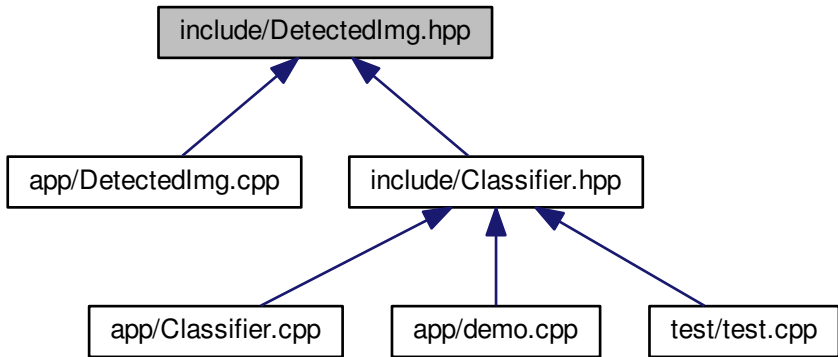 include/DetectedImg.hpp
app/DetectedImg.cpp
include/Classifier.hpp
app/Classifier.cpp
app/demo.cpp
test/test.cpp